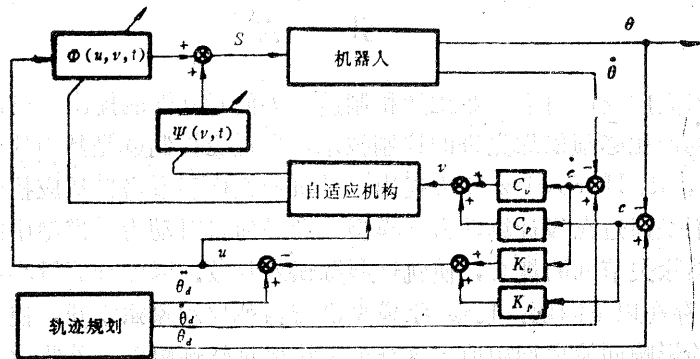 θ
Φ(u,v,t)
+
+
S
机器人
θ̇
Ψ(v,t)
自适应机构
v
+
+
C_v
ė
−
+
C_p
e
−
+
u
−
+
+
+
K_v
K_p
θ̈_d
θ̇_d
θ_d
轨迹规划